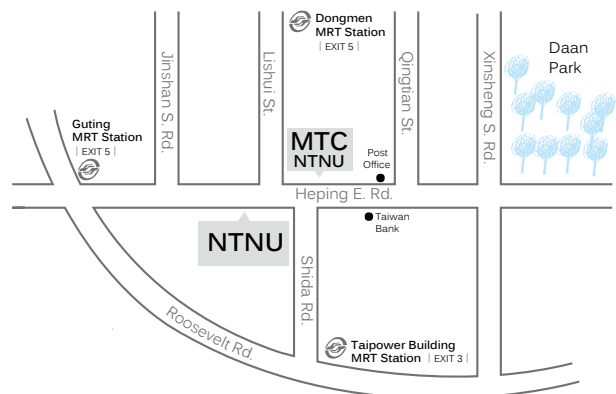 Dongmen
MRT Station
| EXIT 5 |
Jinshan S. Rd.
Lishui St.
Qingtian St.
Xinsheng S. Rd.
Daan
Park
Guting
MRT Station
| EXIT 5 |
MTC
NTNU
Post
Office
Heping E. Rd.
NTNU
Taiwan
Bank
Shida Rd.
Roosevelt Rd.
Taipower Building
MRT Station | EXIT 3 |